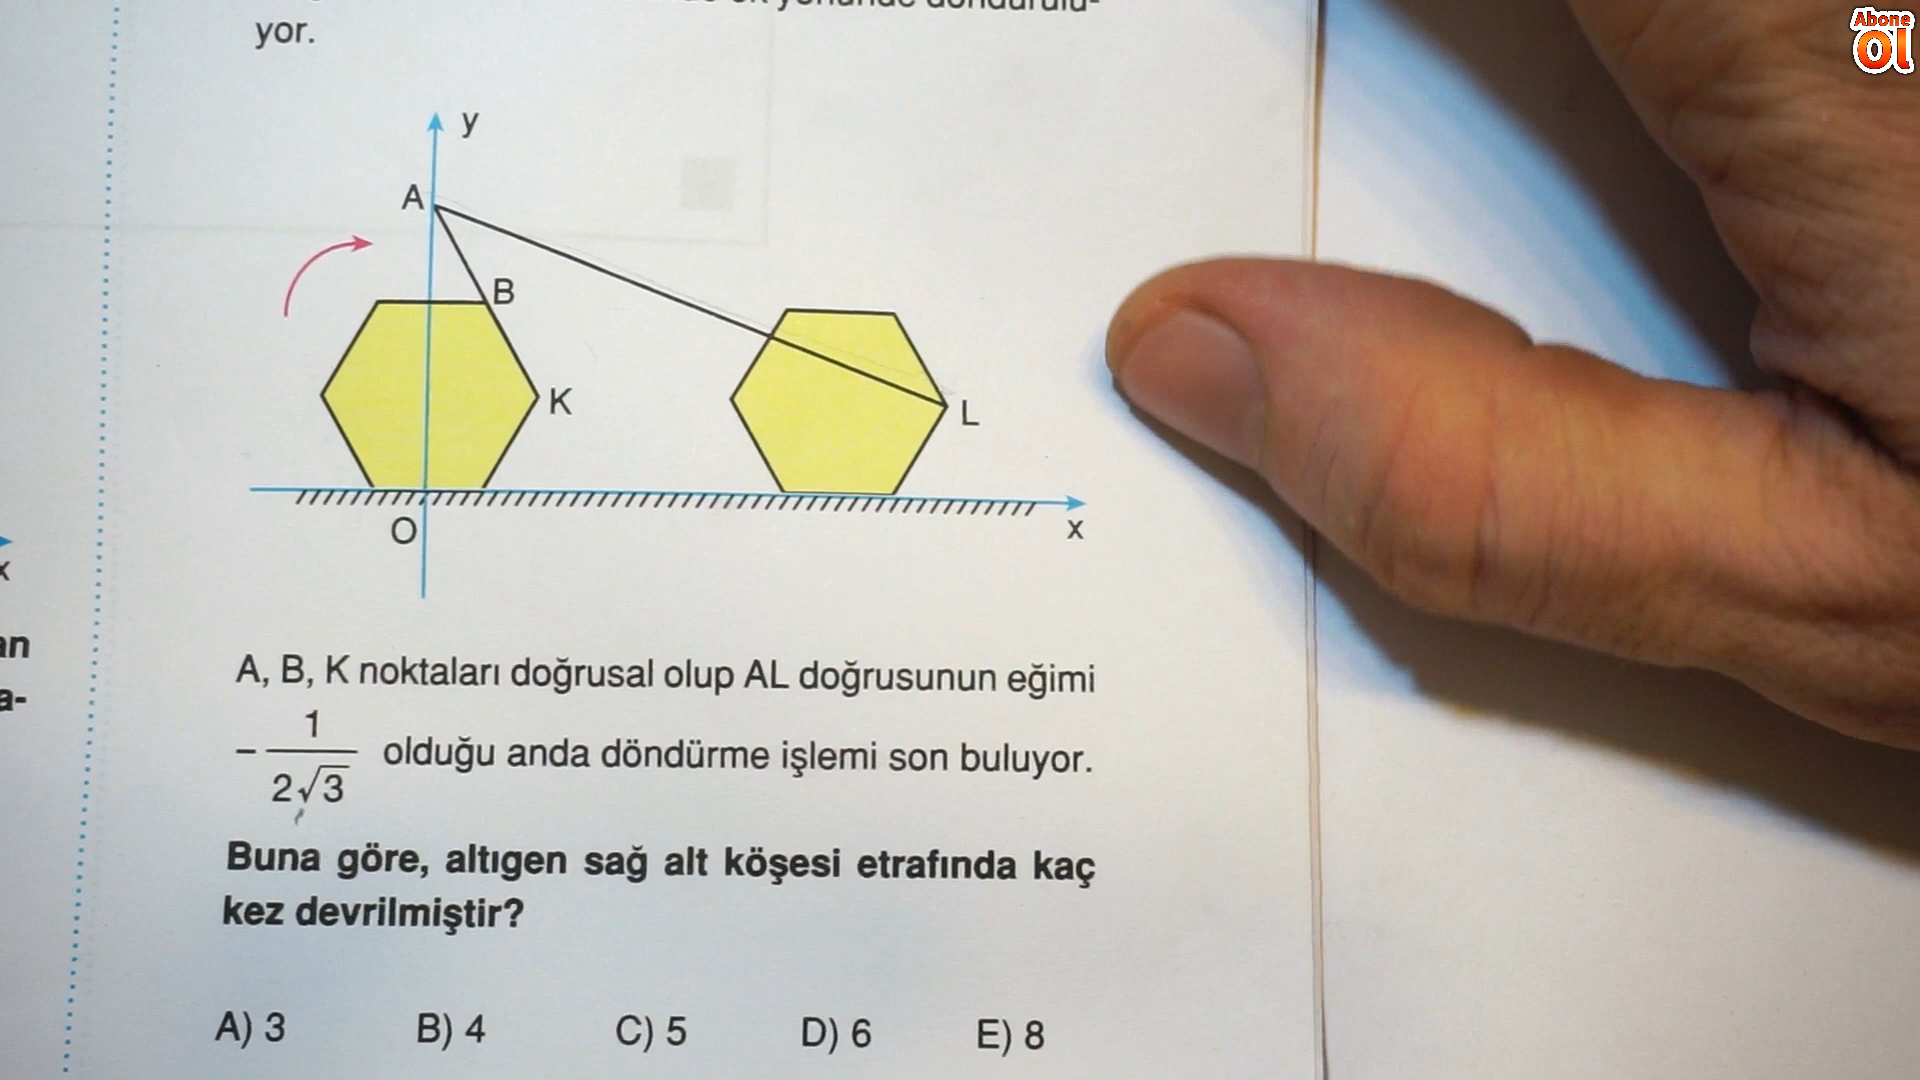 yor.
y
A
B
K
L
O
x
x
an
a-
A, B, K noktaları doğrusal olup AL doğrusunun eğimi
- 1 / 2√3 olduğu anda döndürme işlemi son buluyor.
Buna göre, altıgen sağ alt köşesi etrafında kaç
kez devrilmiştir?
A) 3 B) 4 C) 5 D) 6 E) 8
Abone
Ol